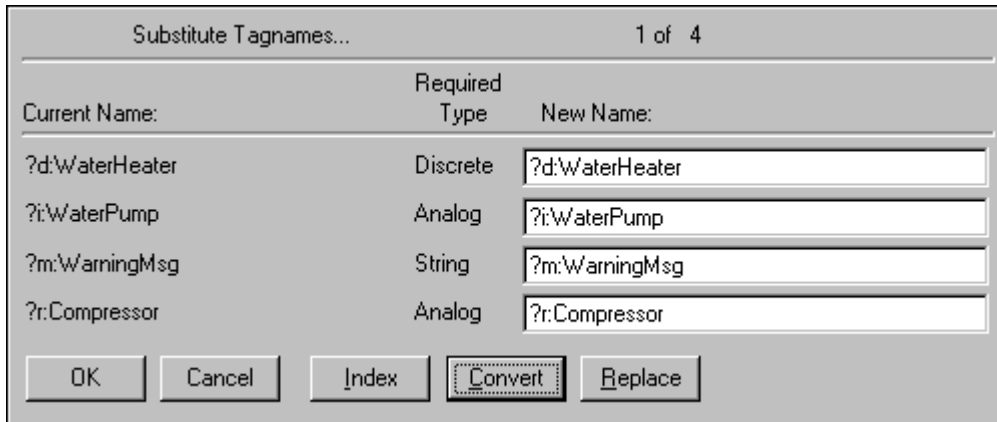 Substitute Tagnames... 1 of 4
Required
Current Name: Type New Name:
?d:WaterHeater Discrete ?d:WaterHeater
?i:WaterPump Analog ?i:WaterPump
?m:WarningMsg String ?m:WarningMsg
?r:Compressor Analog ?r:Compressor
OK Cancel Index Convert Replace